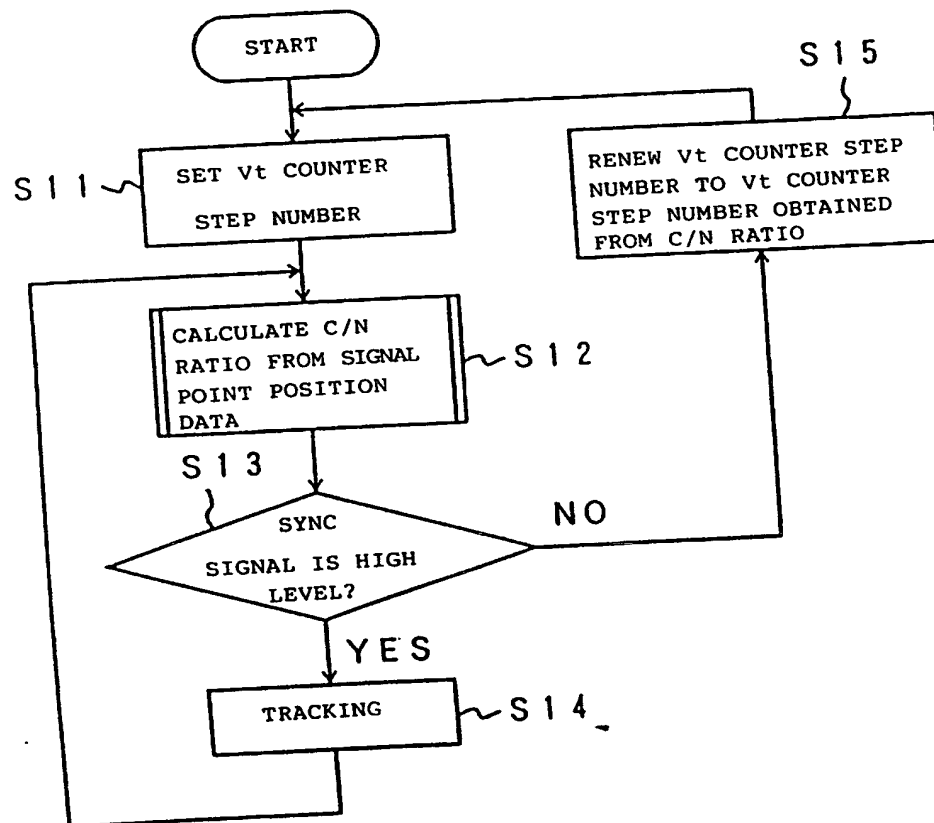 START
S15
RENEW Vt COUNTER STEP
NUMBER TO Vt COUNTER
STEP NUMBER OBTAINED
FROM C/N RATIO
S11
SET Vt COUNTER
STEP NUMBER
CALCULATE C/N
RATIO FROM SIGNAL
POINT POSITION
DATA
S12
S13
SYNC
SIGNAL IS HIGH
LEVEL?
NO
YES
TRACKING
S14